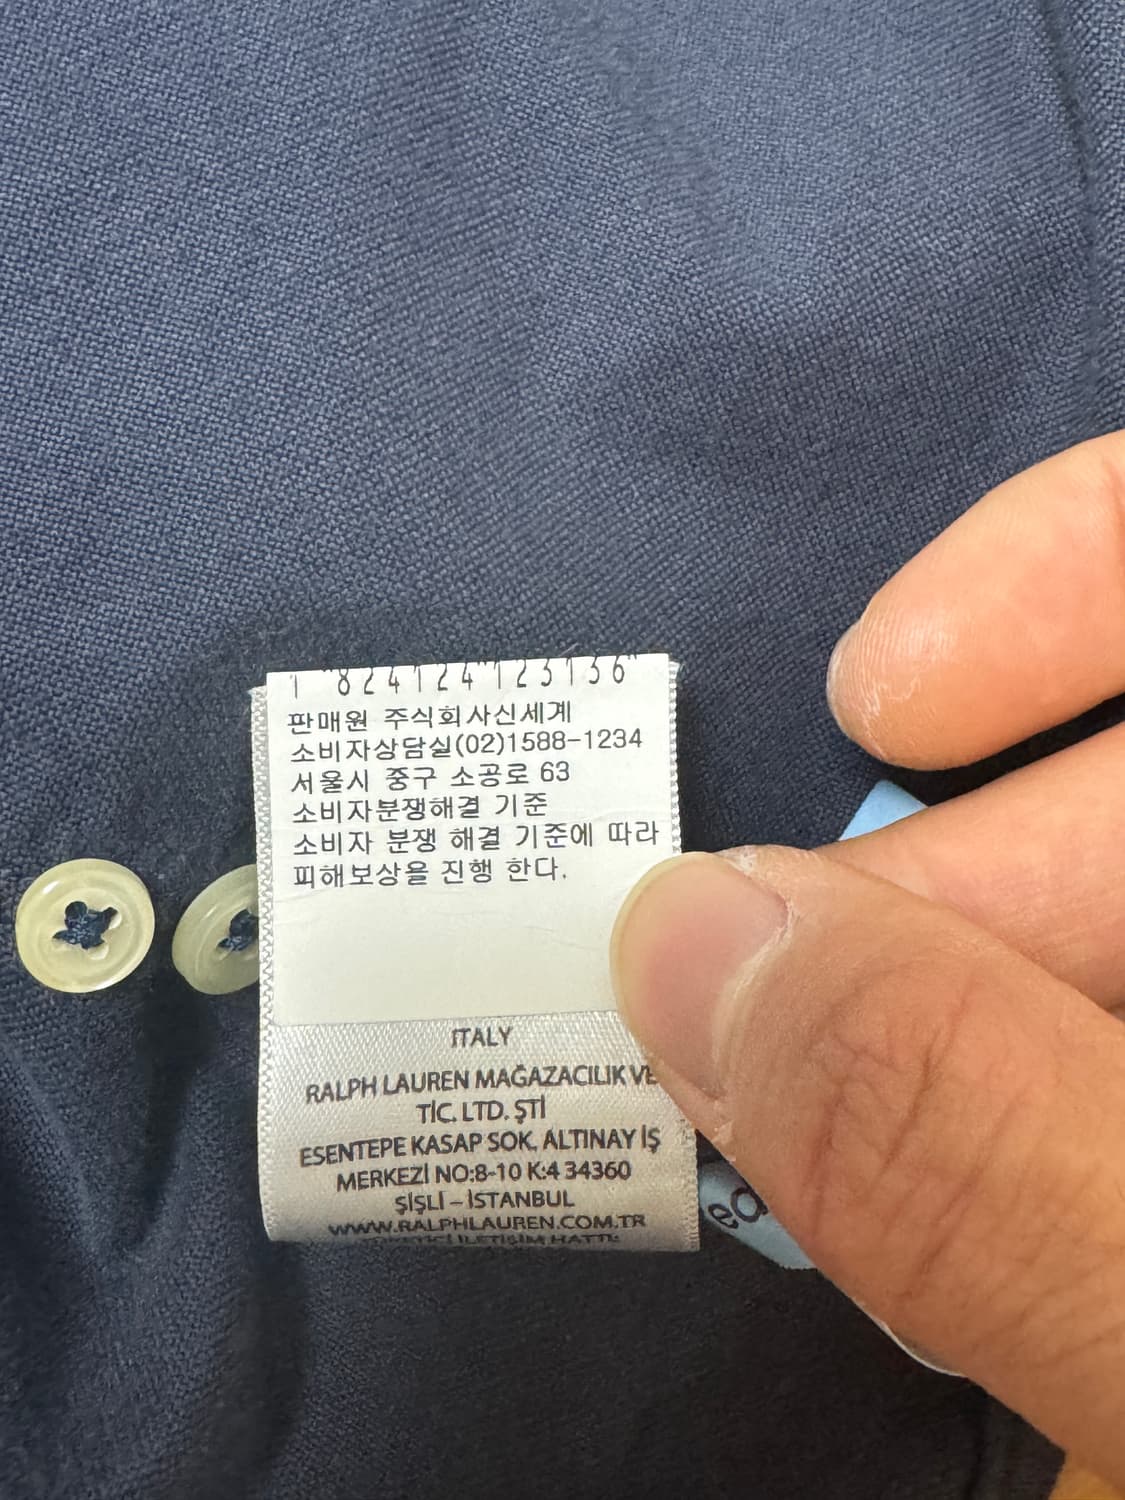 1 "824124"123136"
판매원 주식회사신세계
소비자상담실(02)1588-1234
서울시 중구 소공로 63
소비자분쟁해결 기준
소비자 분쟁 해결 기준에 따라
피해보상을 진행 한다.
ITALY
RALPH LAUREN MAĞAZACILIK VE
TİC. LTD. ŞTİ
ESENTEPE KASAP SOK. ALTINAY İŞ
MERKEZİ NO:8-10 K:4 34360
ŞİŞLİ – İSTANBUL
WWW.RALPHLAUREN.COM.TR
İLETİŞİM HATTI: